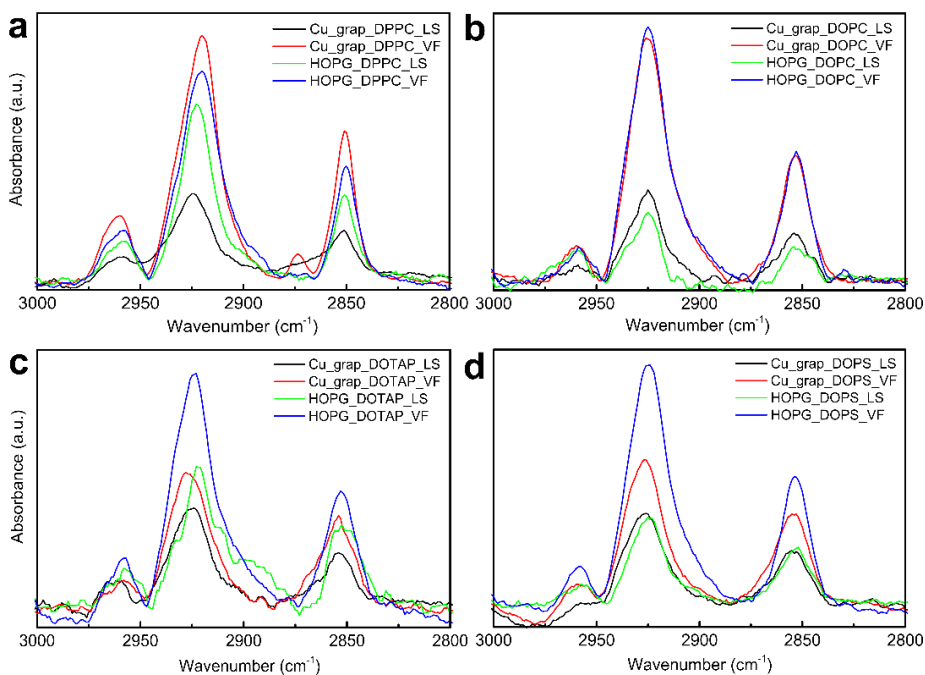 a
Cu_grap_DPPC_LS
Cu_grap_DPPC_VF
HOPG_DPPC_LS
HOPG_DPPC_VF
Absorbance (a.u.)
3000 2950 2900 2850 2800
Wavenumber (cm⁻¹)
b
Cu_grap_DOPC_LS
Cu_grap_DOPC_VF
HOPG_DOPC_LS
HOPG_DOPC_VF
3000 2950 2900 2850 2800
Wavenumber (cm⁻¹)
c
Cu_grap_DOTAP_LS
Cu_grap_DOTAP_VF
HOPG_DOTAP_LS
HOPG_DOTAP_VF
Absorbance (a.u.)
3000 2950 2900 2850 2800
Wavenumber (cm⁻¹)
d
Cu_grap_DOPS_LS
Cu_grap_DOPS_VF
HOPG_DOPS_LS
HOPG_DOPS_VF
3000 2950 2900 2850 2800
Wavenumber (cm⁻¹)